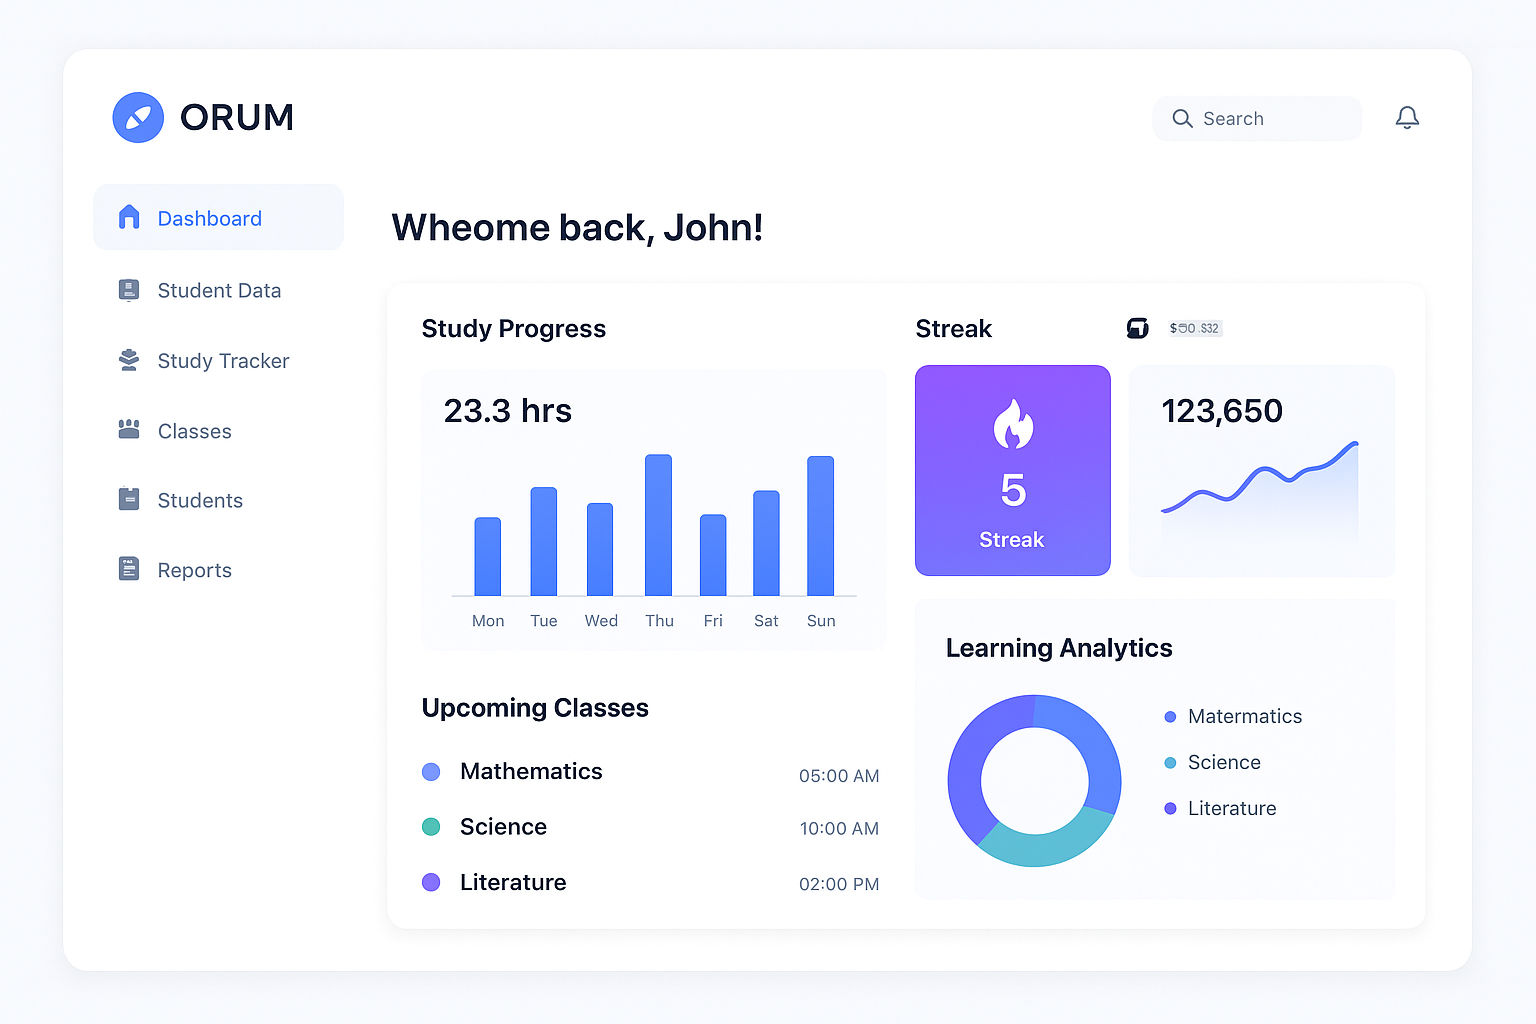 ORUM
Search
Dashboard
Student Data
Study Tracker
Classes
Students
Reports
Wheome back, John!
Study Progress
23.3 hrs
Mon Tue Wed Thu Fri Sat Sun
Upcoming Classes
Mathematics 05:00 AM
Science 10:00 AM
Literature 02:00 PM
Streak
5
Streak
123,650
Learning Analytics
Matermatics
Science
Literature